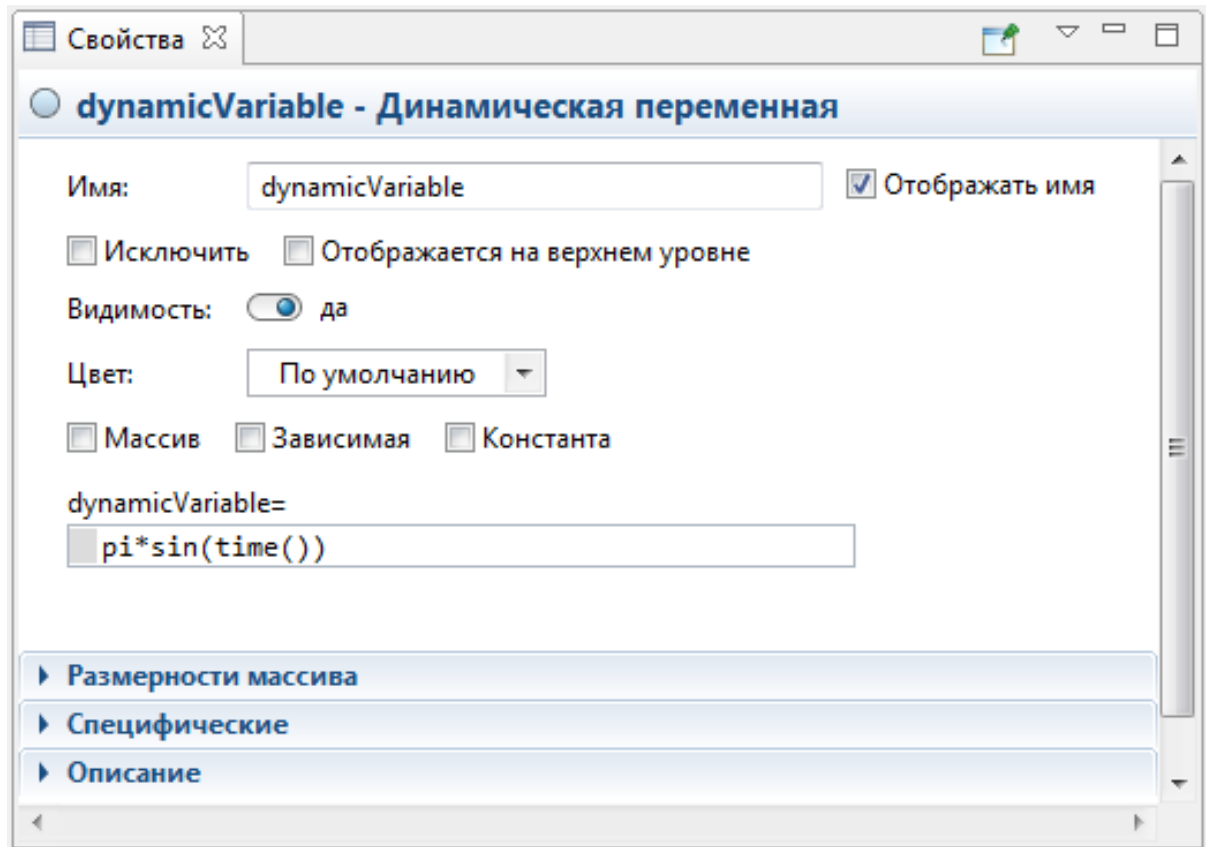 Свойства
dynamicVariable - Динамическая переменная
Имя: dynamicVariable Отображать имя
Исключить Отображается на верхнем уровне
Видимость: да
Цвет: По умолчанию
Массив Зависимая Константа
dynamicVariable=
pi*sin(time())
Размерности массива
Специфические
Описание